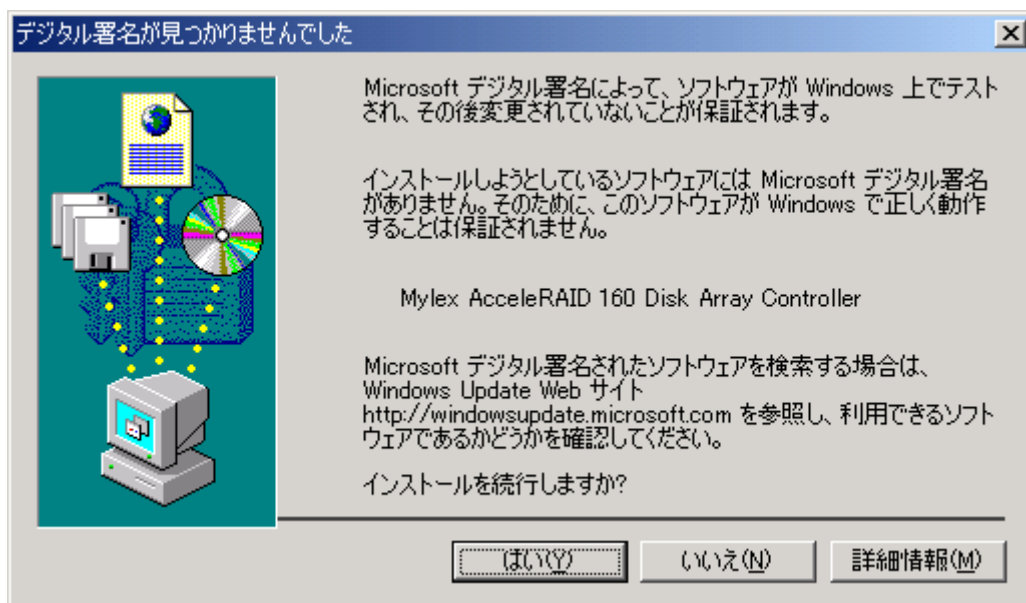 デジタル署名が見つかりませんでした
Microsoft デジタル署名によって、ソフトウェアが Windows 上でテスト
され、その後変更されていないことが保証されます。
インストールしようとしているソフトウェアには Microsoft デジタル署名
がありません。そのために、このソフトウェアが Windows で正しく動作
することは保証されません。
Mylex AcceleRAID 160 Disk Array Controller
Microsoft デジタル署名されたソフトウェアを検索する場合は、
Windows Update Web サイト
http://windowsupdate.microsoft.com を参照し、利用できるソフト
ウェアであるかどうかを確認してください。
インストールを続行しますか?
はい(Y)
いいえ(N)
詳細情報(M)